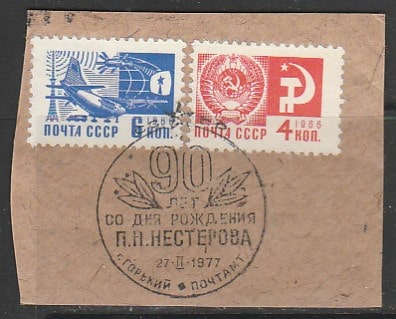 1966
ПОЧТА СССР 6 КОП.
1966
ПОЧТА СССР 4 КОП.
90
ЛЕТ
СО ДНЯ РОЖДЕНИЯ
П.Н.НЕСТЕРОВА
27·II·1977
Г.ГОРЬКИЙ ПОЧТАМТ